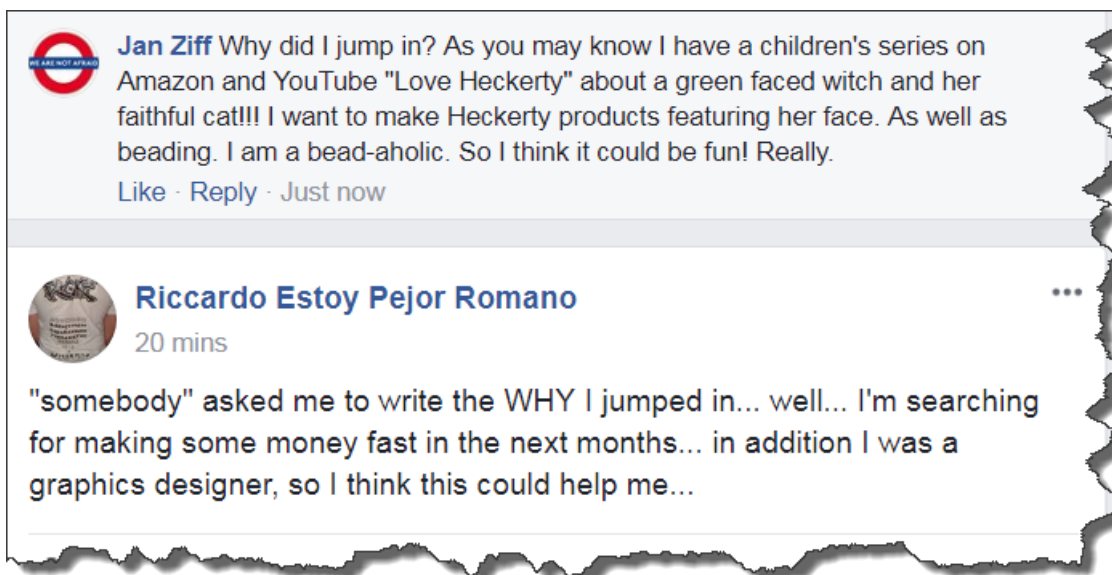 WE ARE NOT AFRAID
Jan Ziff Why did I jump in? As you may know I have a children's series on
Amazon and YouTube "Love Heckerty" about a green faced witch and her
faithful cat!!! I want to make Heckerty products featuring her face. As well as
beading. I am a bead-aholic. So I think it could be fun! Really.
Like · Reply · Just now
Riccardo Estoy Pejor Romano
20 mins
"somebody" asked me to write the WHY I jumped in... well... I'm searching
for making some money fast in the next months... in addition I was a
graphics designer, so I think this could help me...